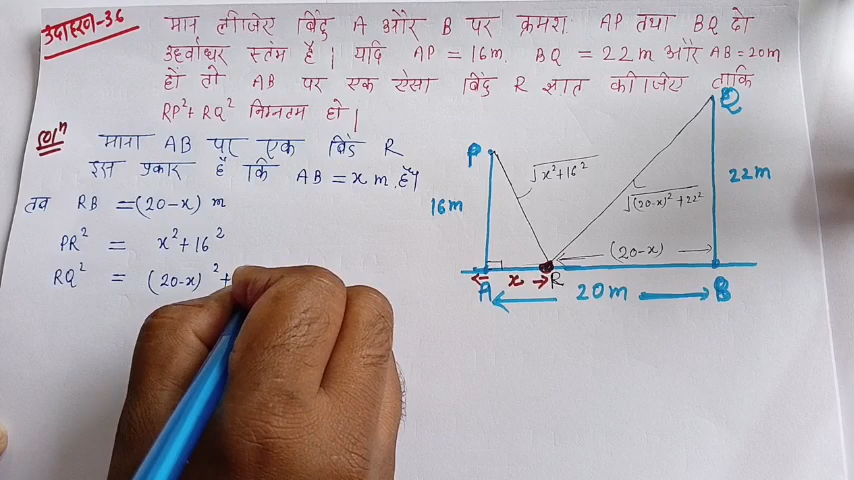 उदाहरण-36
मान लीजिए बिंदु A और B पर क्रमशः AP तथा BQ दो
उर्ध्वाधर स्तंभ है | यदि AP = 16m, BQ = 22m और AB = 20m
हों तो AB पर एक ऐसा बिंदु R ज्ञात कीजिए ताकि
RP²+RQ² निम्नतम हो |
Solⁿ
माना AB पर एक बिंदु R
इस प्रकार है कि AB = x m है।
तब RB = (20-x) m
PR² = x²+16²
RQ² = (20-x)²+
P
Q
√x²+16²
√(20-x)²+22²
16m
22m
(20-x)
x
R
A
20m
B